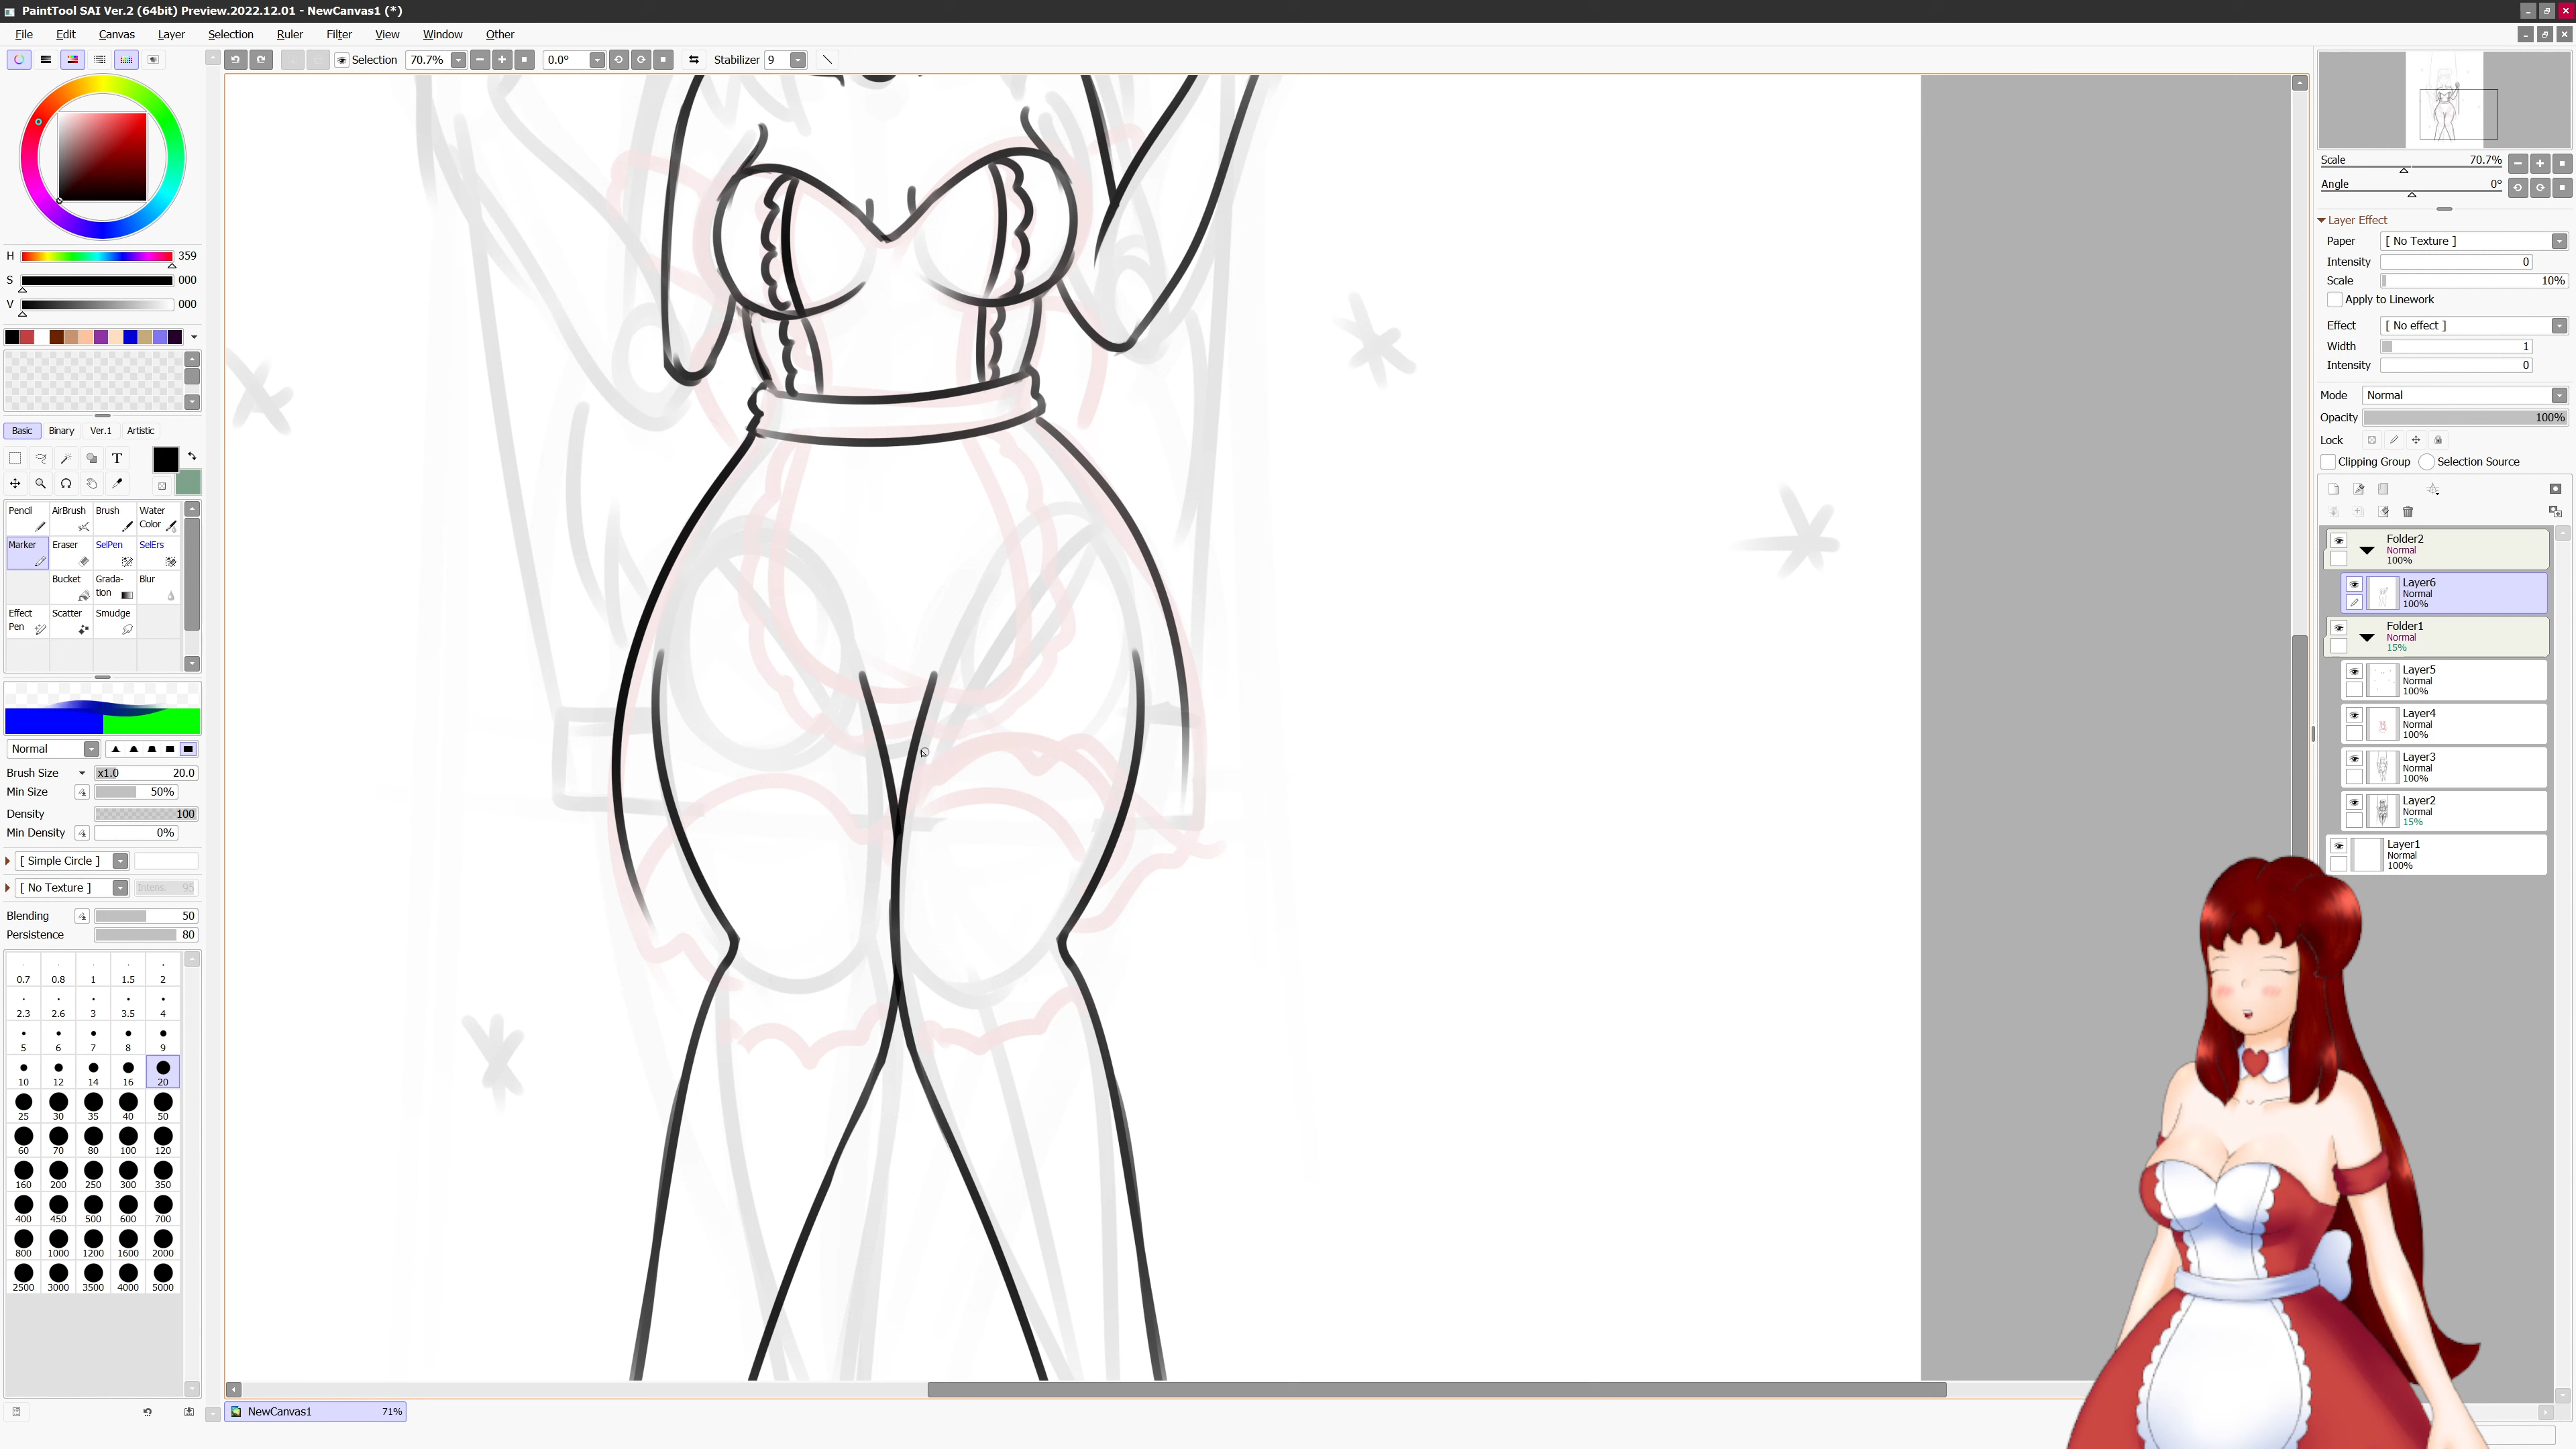 PaintTool SAI Ver.2 (64bit) Preview.2022.12.01 - NewCanvas1 (*)
File Edit Canvas Layer Selection Ruler Filter View Window Other
Selection 70.7% 0.0° Stabilizer 9
H 359
S 000
V 000
Basic Binary Ver.1 Artistic
T
Pencil AirBrush Brush Water Color
Marker Eraser SelPen SelErs
Bucket Grada-tion Blur
Effect Pen Scatter Smudge
Normal
Brush Size x1.0 20.0
Min Size 50%
Density 100
Min Density 0%
[ Simple Circle ]
[ No Texture ] Intens. 95
Blending 50
Persistence 80
0.7 0.8 1 1.5 2
2.3 2.6 3 3.5 4
5 6 7 8 9
10 12 14 16 20
25 30 35 40 50
60 70 80 100 120
160 200 250 300 350
400 450 500 600 700
800 1000 1200 1600 2000
2500 3000 3500 4000 5000
NewCanvas1 71%
Scale 70.7%
Angle 0°
Layer Effect
Paper [ No Texture ]
Intensity 0
Scale 10%
Apply to Linework
Effect [ No effect ]
Width 1
Intensity 0
Mode Normal
Opacity 100%
Lock
Clipping Group Selection Source
Folder2
Normal
100%
Layer6
Normal
100%
Folder1
Normal
15%
Layer5
Normal
100%
Layer4
Normal
100%
Layer3
Normal
100%
Layer2
Normal
15%
Layer1
Normal
100%